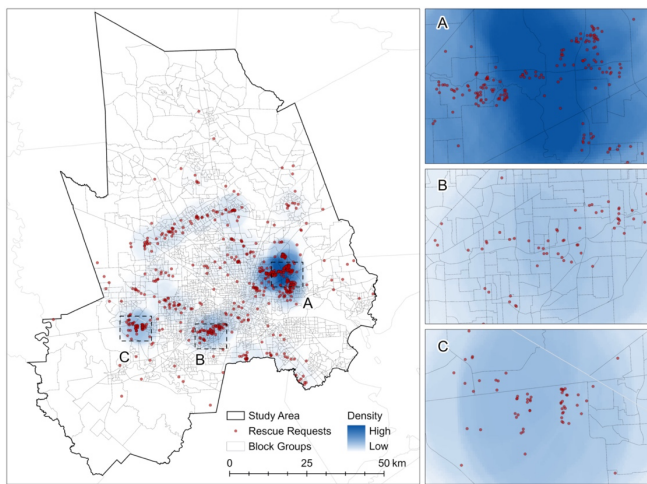 A
B
C
A
B
C
Study Area
Rescue Requests
Block Groups
Density
High
Low
0 25 50 km